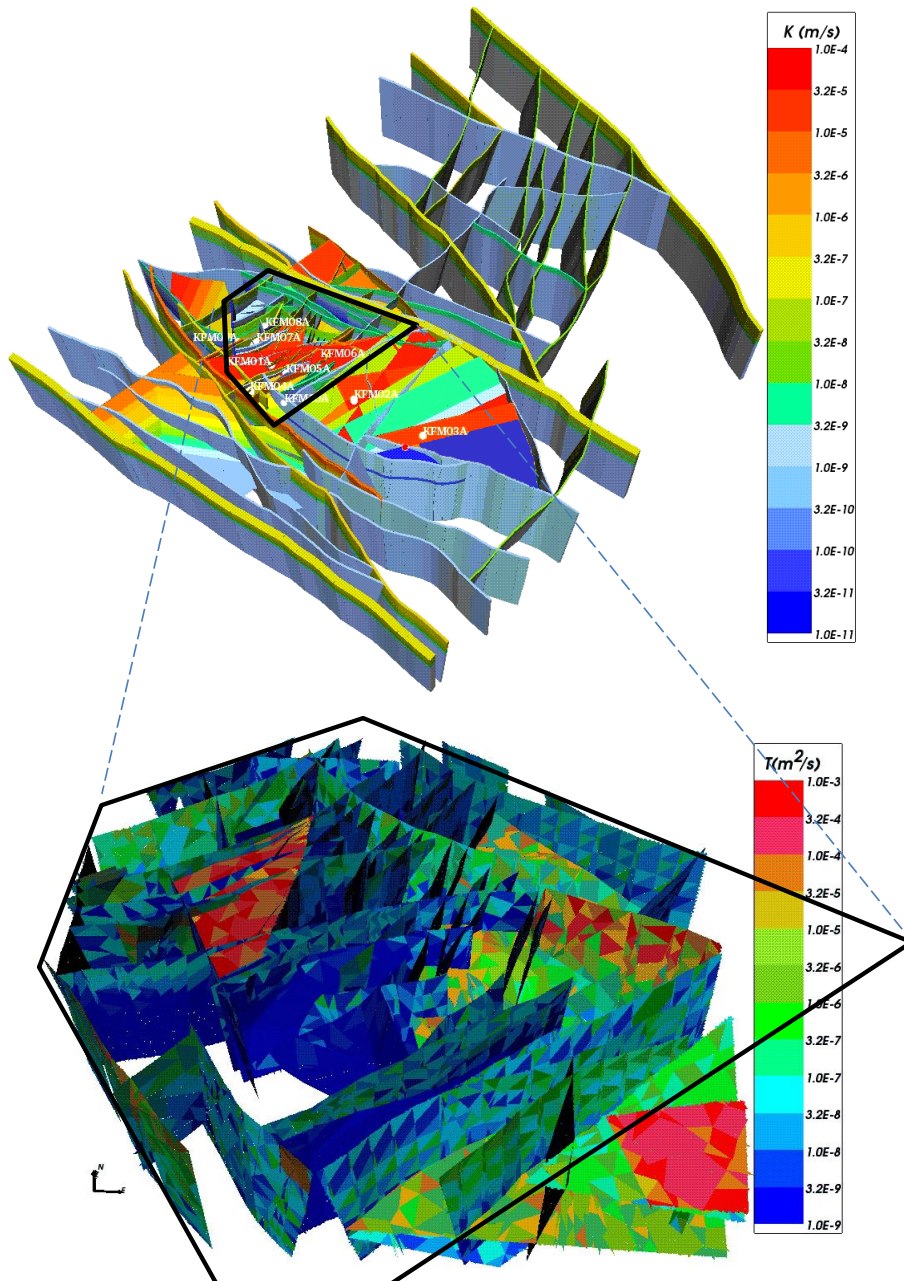 K (m/s)
1.0E-4
3.2E-5
1.0E-5
3.2E-6
1.0E-6
3.2E-7
1.0E-7
3.2E-8
1.0E-8
3.2E-9
1.0E-9
3.2E-10
1.0E-10
3.2E-11
1.0E-11
KFM08A
KFM07A
KFM01A
KFM06A
KFM05A
KFM04A
KFM02A
KFM03A
T(m²/s)
1.0E-3
3.2E-4
1.0E-4
3.2E-5
1.0E-5
3.2E-6
1.0E-6
3.2E-7
1.0E-7
3.2E-8
1.0E-8
3.2E-9
1.0E-9
N
E